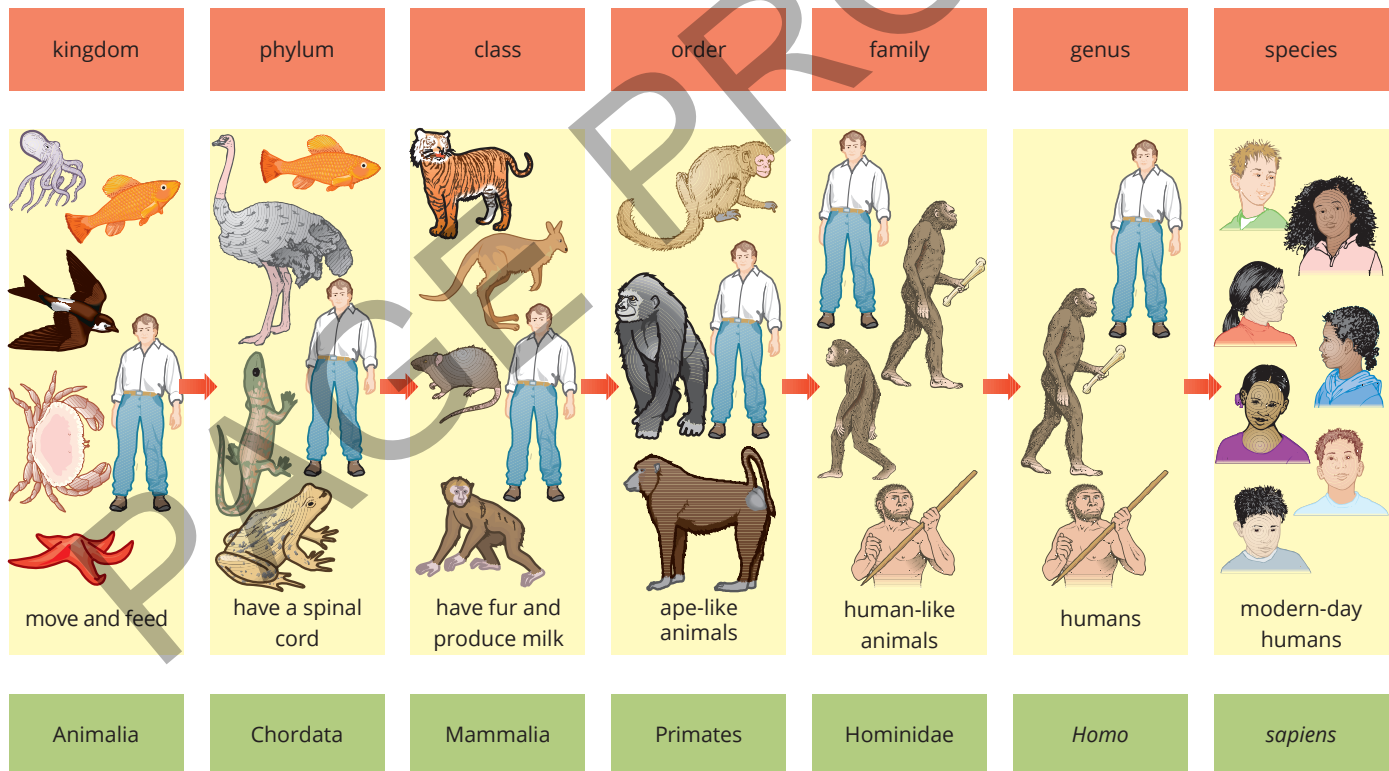 kingdom
phylum
class
order
family
genus
species
move and feed
have a spinal
cord
have fur and
produce milk
ape-like
animals
human-like
animals
humans
modern-day
humans
Animalia
Chordata
Mammalia
Primates
Hominidae
Homo
sapiens
PAGE PRO